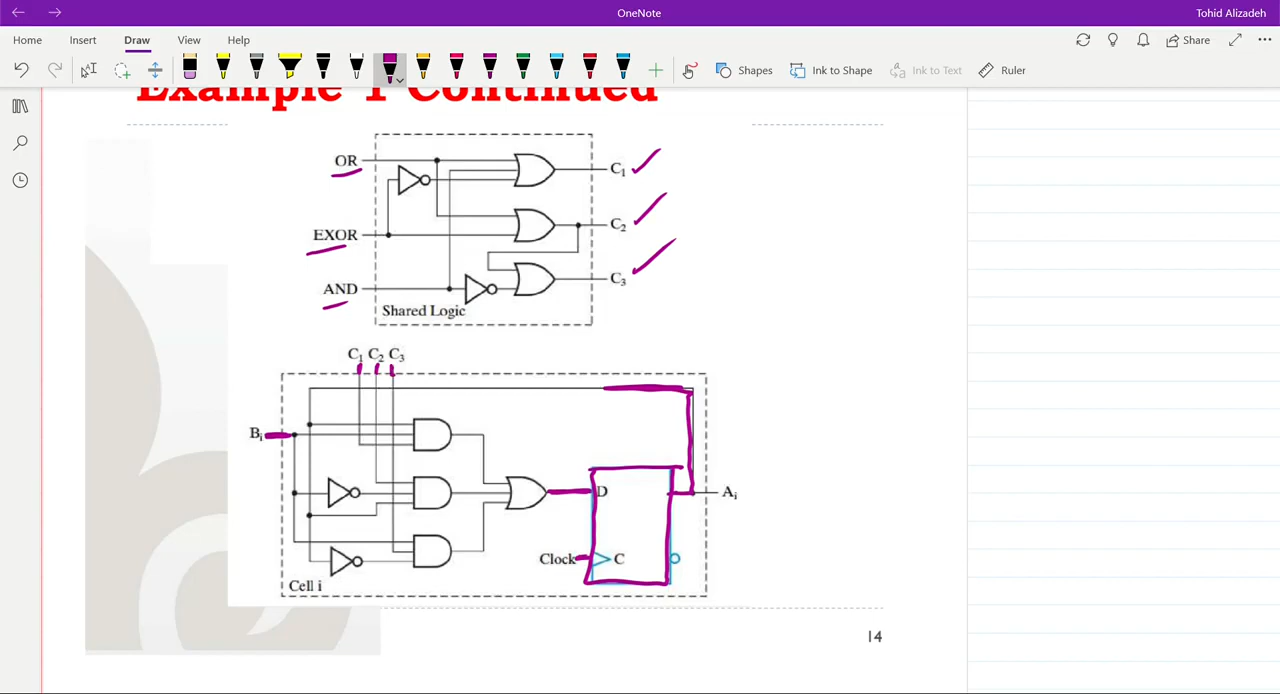 OneNote
Tohid Alizadeh
Home Insert Draw View Help
Share
Shapes Ink to Shape Ink to Text Ruler
Example 1 Continued
OR
C₁
EXOR
C₂
AND
C₃
Shared Logic
C₁ C₂ C₃
Bᵢ
D
Aᵢ
Clock
C
Cell i
14